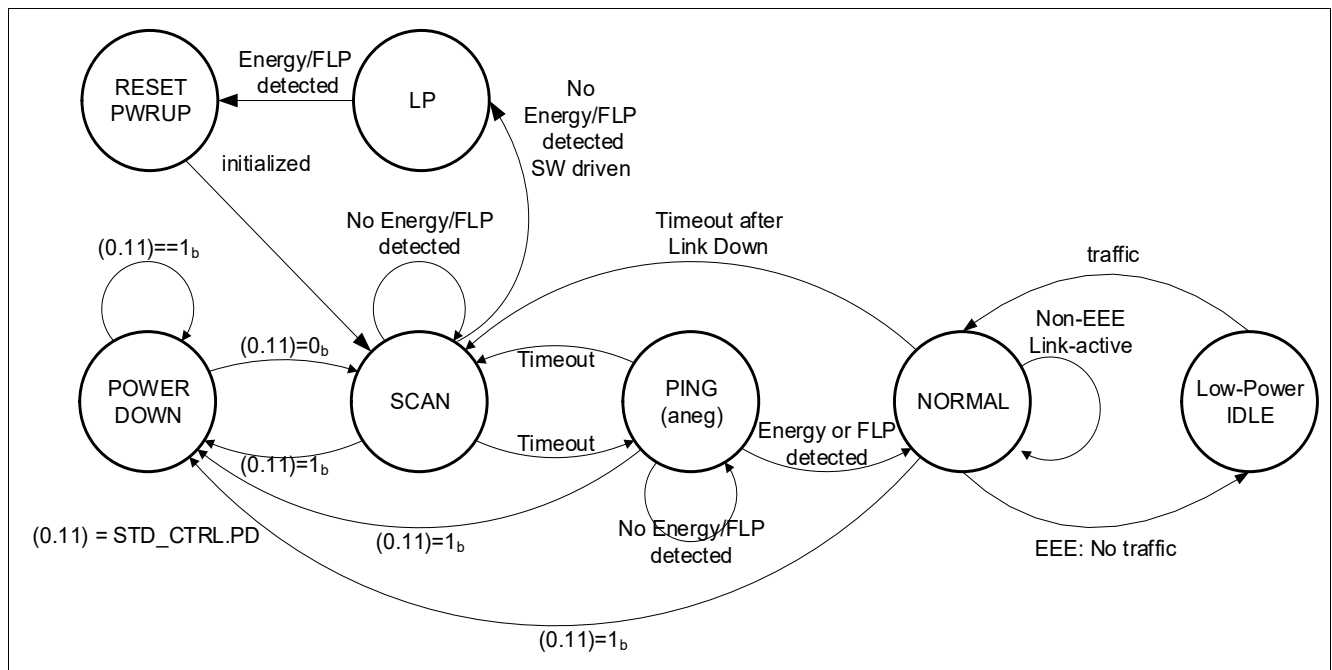 RESET
PWRUP
Energy/FLP
detected
LP
No
Energy/FLP
detected
SW driven
initialized
No Energy/FLP
detected
Timeout after
Link Down
(0.11)==1b
traffic
Non-EEE
Link-active
(0.11)=0b
Timeout
POWER
DOWN
SCAN
PING
(aneg)
NORMAL
Low-Power
IDLE
(0.11)=1b
Timeout
Energy or FLP
detected
No Energy/FLP
detected
(0.11) = STD_CTRL.PD
(0.11)=1b
EEE: No traffic
(0.11)=1b